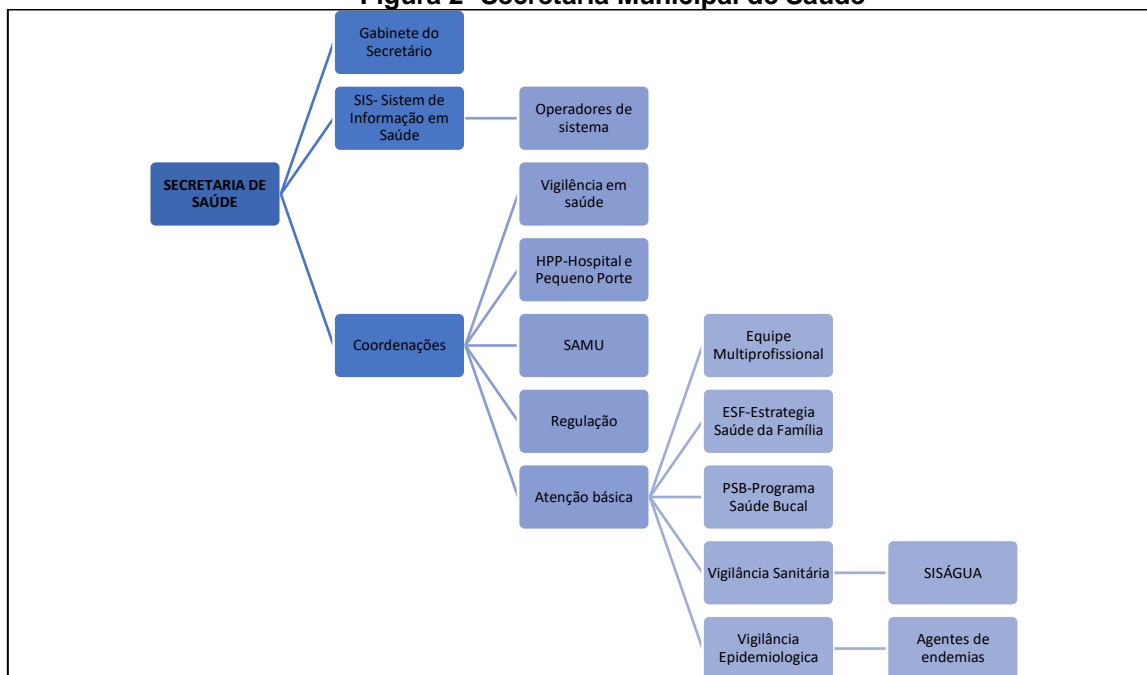 Figura 2- Secretaria Municipal de Saúde
Gabinete do
Secretário
SIS- Sistem de
Informação em
Saúde
Operadores de
sistema
SECRETARIA DE
SAÚDE
Vigilência em
saúde
HPP-Hospital e
Pequeno Porte
Coordenações
SAMU
Equipe
Multiprofissional
Regulação
ESF-Estrategia
Saúde da Família
Atenção básica
PSB-Programa
Saúde Bucal
Vigilância Sanitária
SISÁGUA
Vigilância
Epidemiologica
Agentes de
endemias